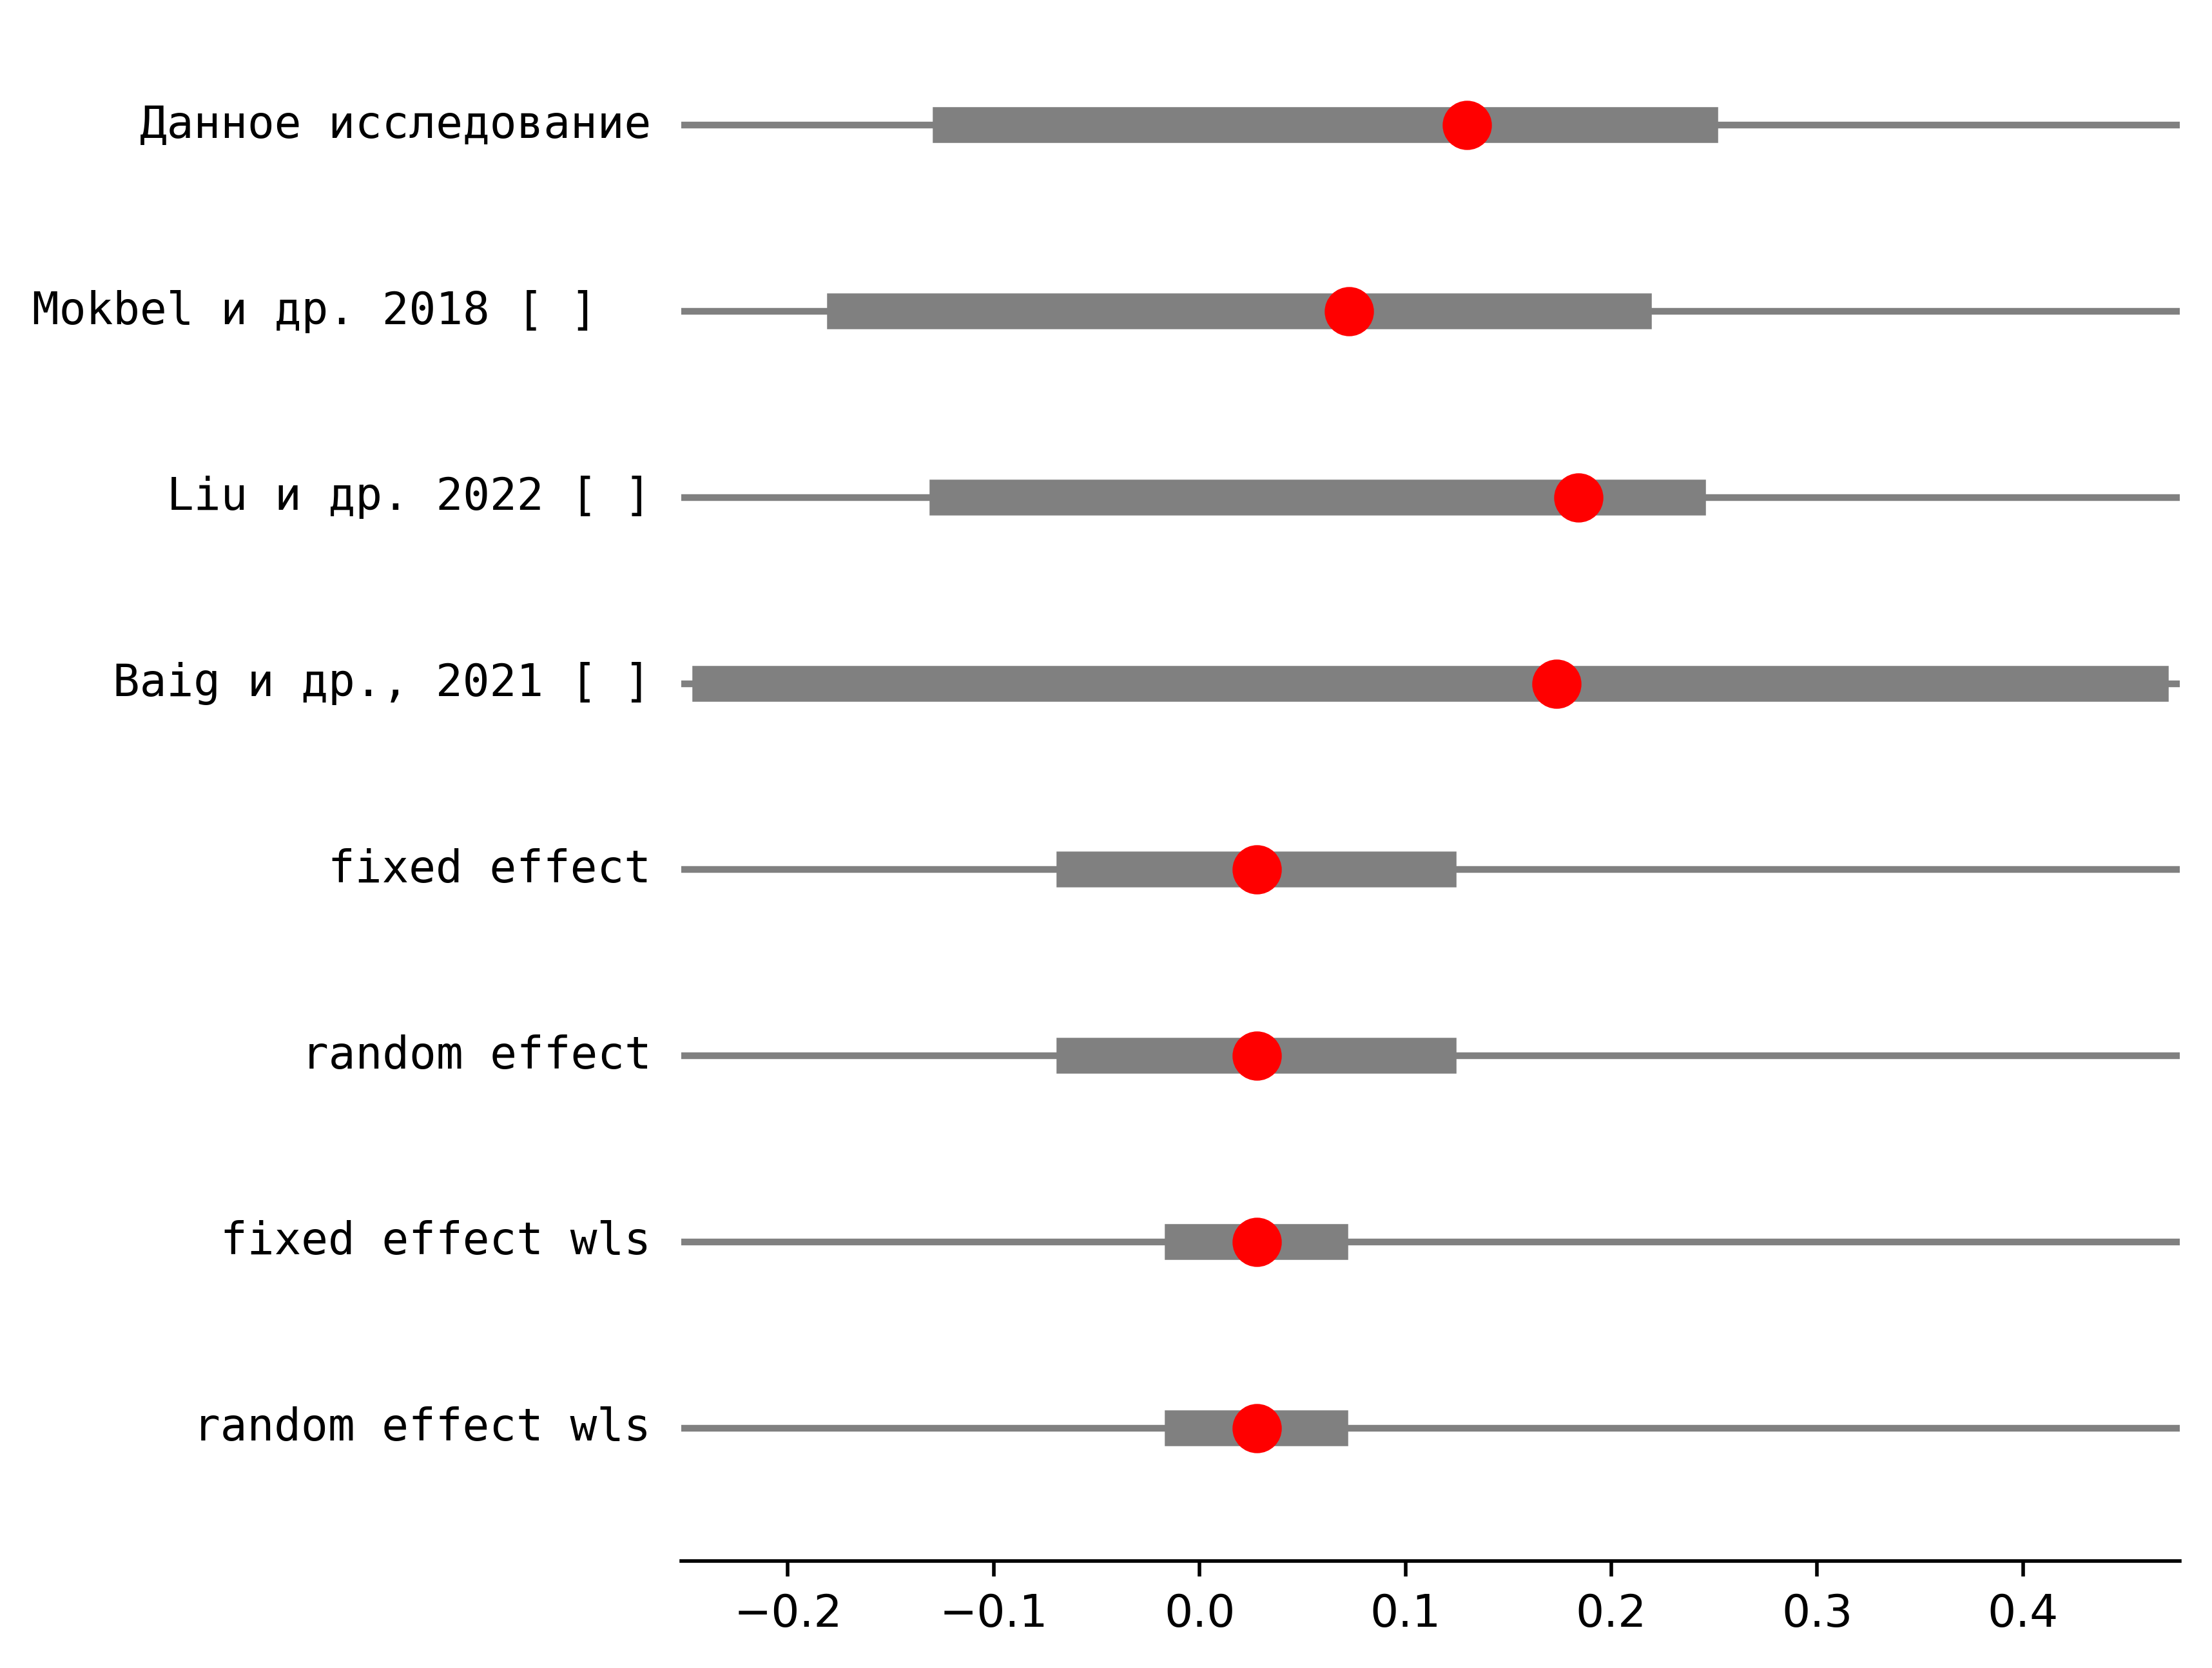 Данное исследование
Mokbel и др. 2018 [ ]
Liu и др. 2022 [ ]
Baig и др., 2021 [ ]
fixed effect
random effect
fixed effect wls
random effect wls
−0.2 −0.1 0.0 0.1 0.2 0.3 0.4